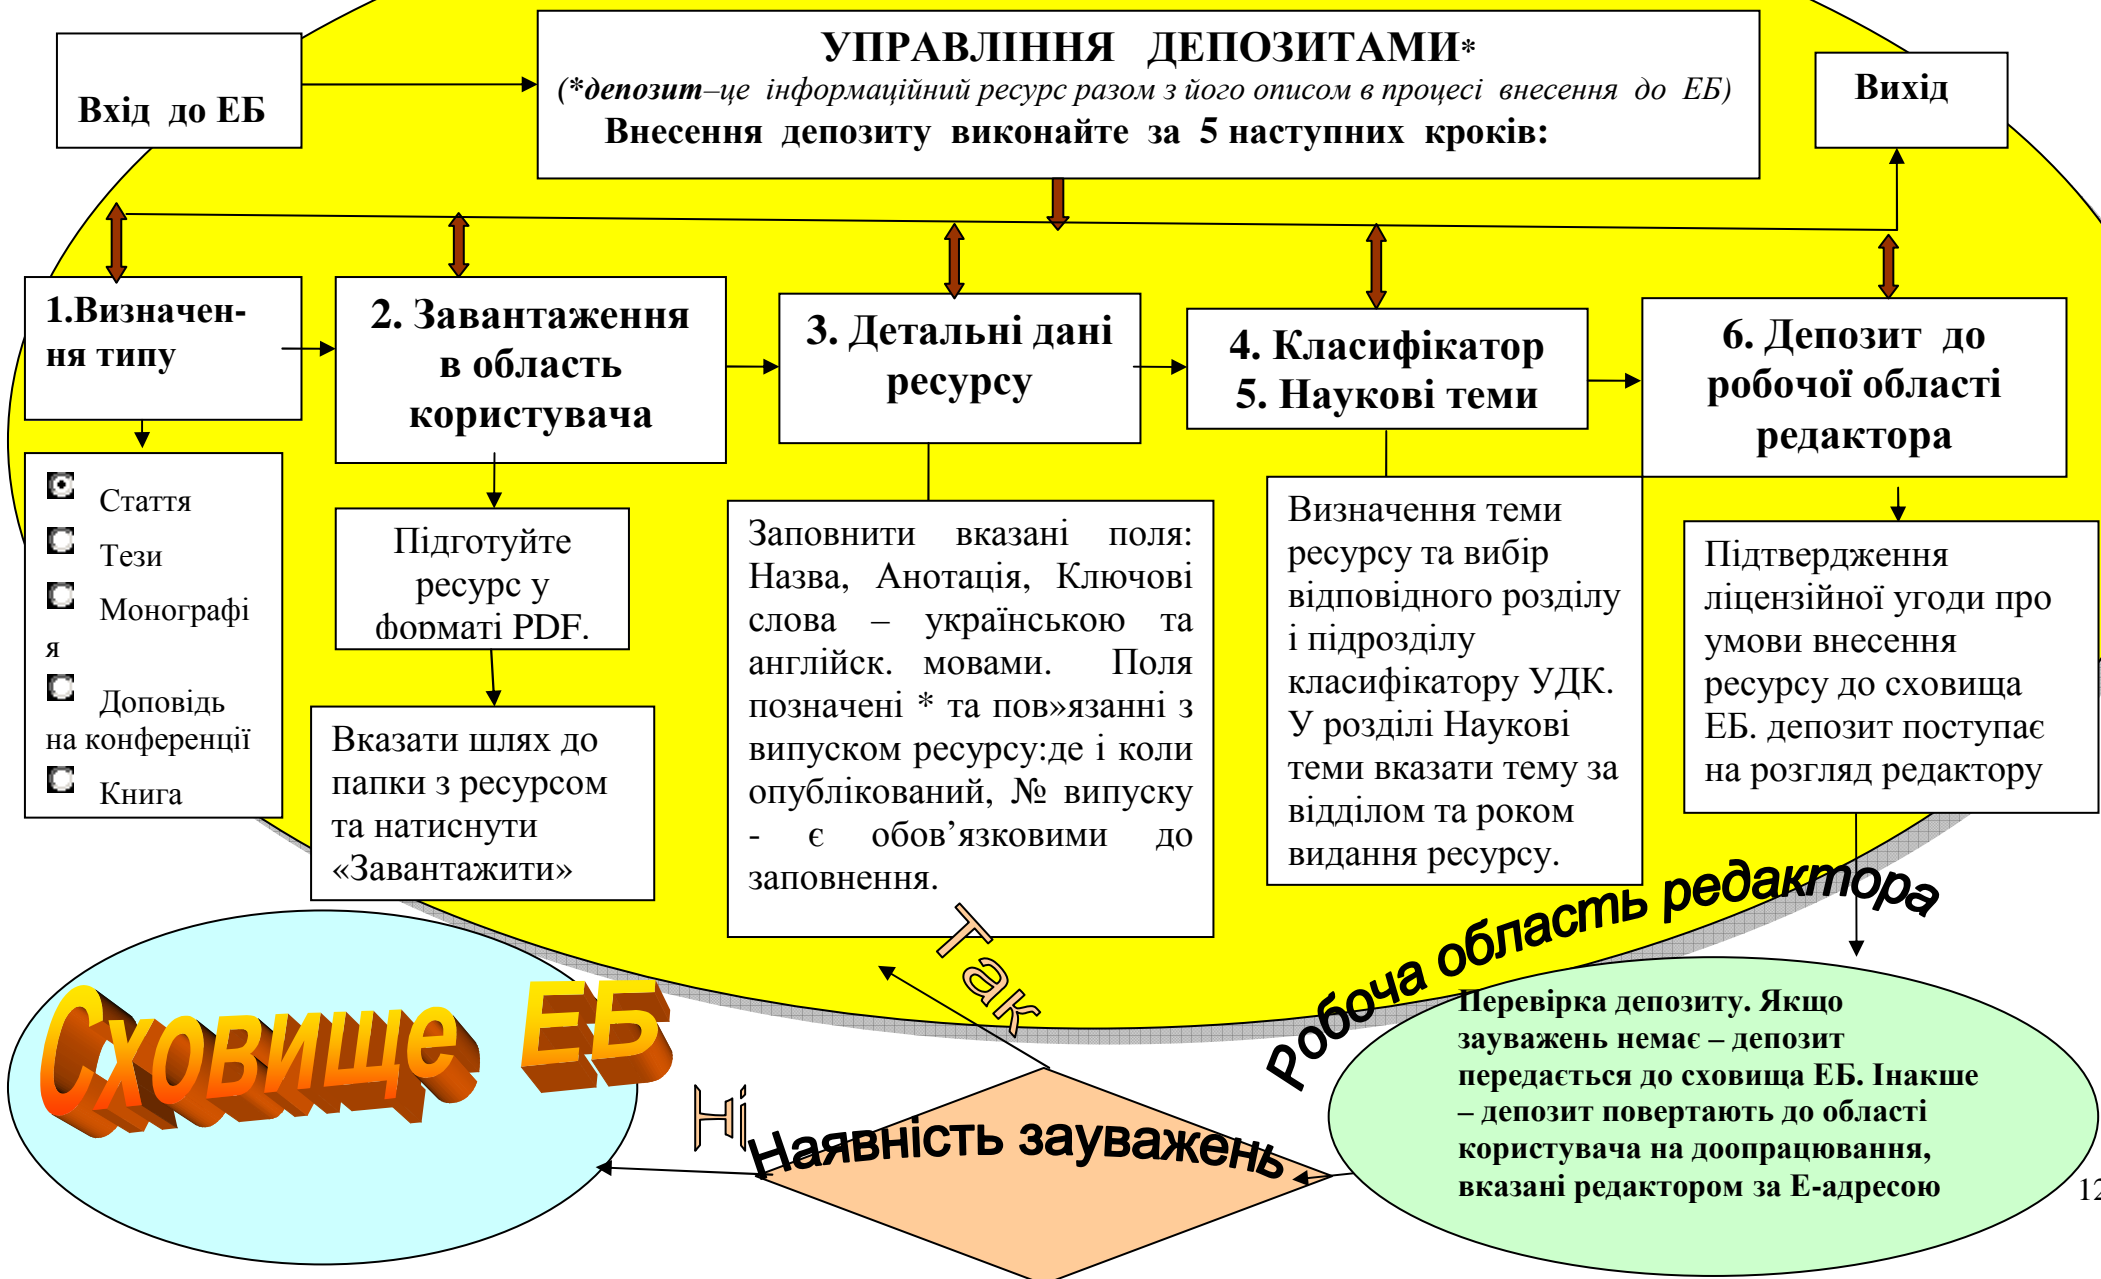 Вхід до ЕБ
УПРАВЛІННЯ ДЕПОЗИТАМИ*
(*депозит–це інформаційний ресурс разом з його описом в процесі внесення до ЕБ)
Внесення депозиту виконайте за 5 наступних кроків:
Вихід
1.Визначен-
ня типу
2. Завантаження
в область
користувача
3. Детальні дані
ресурсу
4. Класифікатор
5. Наукові теми
6. Депозит до
робочої області
редактора
Стаття
Тези
Монографі
я
Доповідь
на конференції
Книга
Підготуйте
ресурс у
форматі PDF.
Вказати шлях до
папки з ресурсом
та натиснути
«Завантажити»
Заповнити вказані поля:
Назва, Анотація, Ключові
слова – українською та
англійск. мовами. Поля
позначені * та пов»язанні з
випуском ресурсу:де і коли
опублікований, № випуску
- є обов’язковими до
заповнення.
Визначення теми
ресурсу та вибір
відповідного розділу
і підрозділу
класифікатору УДК.
У розділі Наукові
теми вказати тему за
відділом та роком
видання ресурсу.
Підтвердження
ліцензійної угоди про
умови внесення
ресурсу до сховища
ЕБ. депозит поступає
на розгляд редактору
Робоча область редактора
Так
Сховище ЕБ
Ні
Наявність зауважень
Перевірка депозиту. Якщо
зауважень немає – депозит
передається до сховища ЕБ. Інакше
– депозит повертають до області
користувача на доопрацювання,
вказані редактором за Е-адресою
12